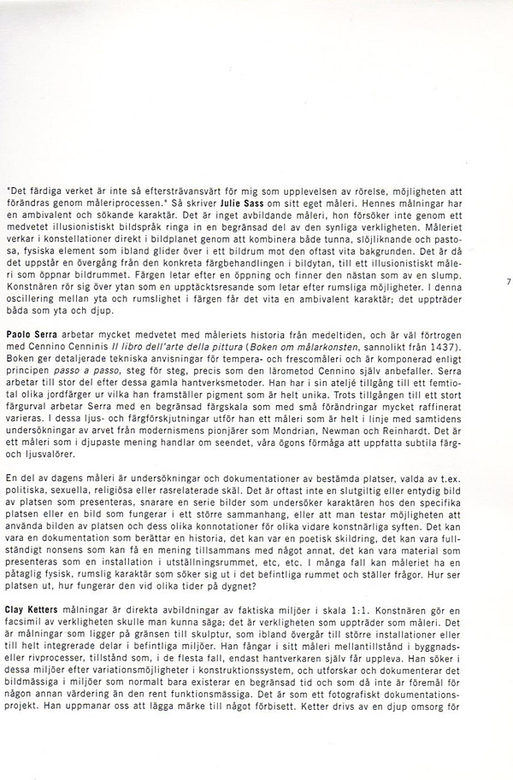 "Det färdiga verket är inte så eftersträvansvärt för mig som upplevelsen av rörelse, möjligheten att
förändras genom måleriprocessen." Så skriver Julie Sass om sitt eget måleri. Hennes målningar har
en ambivalent och sökande karaktär. Det är inget avbildande måleri, hon försöker inte genom ett
medvetet illusionistiskt bildspråk ringa in en begränsad del av den synliga verkligheten. Måleriet
verkar i konstellationer direkt i bildplanet genom att kombinera både tunna, slöjliknande och pasto-
sa, fysiska element som ibland glider över i ett bildrum mot den oftast vita bakgrunden. Det är då
det uppstår en övergång från den konkreta färgbehandlingen i bildytan, till ett illusionistiskt måle-
ri som öppnar bildrummet. Färgen letar efter en öppning och finner den nästan som av en slump.
Konstnären rör sig över ytan som en upptäcktsresande som letar efter rumsliga möjligheter. I denna
oscillering mellan yta och rumslighet i färgen får det vita en ambivalent karaktär; det uppträder
båda som yta och djup.
7
Paolo Serra arbetar mycket medvetet med måleriets historia från medeltiden, och är väl förtrogen
med Cennino Cenninis Il libro dell'arte della pittura (Boken om målarkonsten, sannolikt från 1437).
Boken ger detaljerade tekniska anvisningar för tempera- och frescomåleri och är komponerad enligt
principen passo a passo, steg för steg, precis som den lärometod Cennino själv anbefaller. Serra
arbetar till stor del efter dessa gamla hantverksmetoder. Han har i sin ateljé tillgång till ett femtio-
tal olika jordfärger ur vilka han framställer pigment som är helt unika. Trots tillgången till ett stort
färgurval arbetar Serra med en begränsad färgskala som med små förändringar mycket raffinerat
varieras. I dessa ljus- och färgförskjutningar utför han ett måleri som är helt i linje med samtidens
undersökningar av arvet från modernismens pionjärer som Mondrian, Newman och Reinhardt. Det är
ett måleri som i djupaste mening handlar om seendet, våra ögons förmåga att uppfatta subtila färg-
och ljusvalörer.
En del av dagens måleri är undersökningar och dokumentationer av bestämda platser, valda av t.ex.
politiska, sexuella, religiösa eller rasrelaterade skäl. Det är oftast inte en slutgiltig eller entydig bild
av platsen som presenteras, snarare en serie bilder som undersöker karaktären hos den specifika
platsen eller en bild som fungerar i ett större sammanhang, eller att man testar möjligheten att
använda bilden av platsen och dess olika konnotationer för olika vidare konstnärliga syften. Det kan
vara en dokumentation som berättar en historia, det kan var en poetisk skildring, det kan vara full-
ständigt nonsens som kan få en mening tillsammans med något annat, det kan vara material som
presenteras som en installation i utställningsrummet, etc, etc. I många fall kan måleriet ha en
påtaglig fysisk, rumslig karaktär som söker sig ut i det befintliga rummet och ställer frågor. Hur ser
platsen ut, hur fungerar den vid olika tider på dygnet?
Clay Ketters målningar är direkta avbildningar av faktiska miljöer i skala 1:1. Konstnären gör en
facsimil av verkligheten skulle man kunna säga; det är verkligheten som uppträder som måleri. Det
är målningar som ligger på gränsen till skulptur, som ibland övergår till större installationer eller
till helt integrerade delar i befintliga miljöer. Han fångar i sitt måleri mellantillstånd i byggnads-
eller rivprocesser, tillstånd som, i de flesta fall, endast hantverkaren själv får uppleva. Han söker i
dessa miljöer efter variationsmöjligheter i konstruktionssystem, och utforskar och dokumenterar det
bildmässiga i miljöer som normalt bara existerar en begränsad tid och som då inte är föremål för
någon annan värdering än den rent funktionsmässiga. Det är som ett fotografiskt dokumentations-
projekt. Han uppmanar oss att lägga märke till något förbisett. Ketter drivs av en djup omsorg för